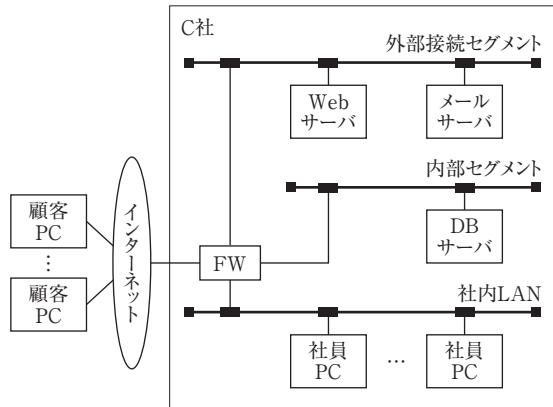 C社
外部接続セグメント
Web
サーバ
メール
サーバ
内部セグメント
DB
サーバ
顧客
PC
…
顧客
PC
インターネット
FW
社内LAN
社員
PC
…
社員
PC